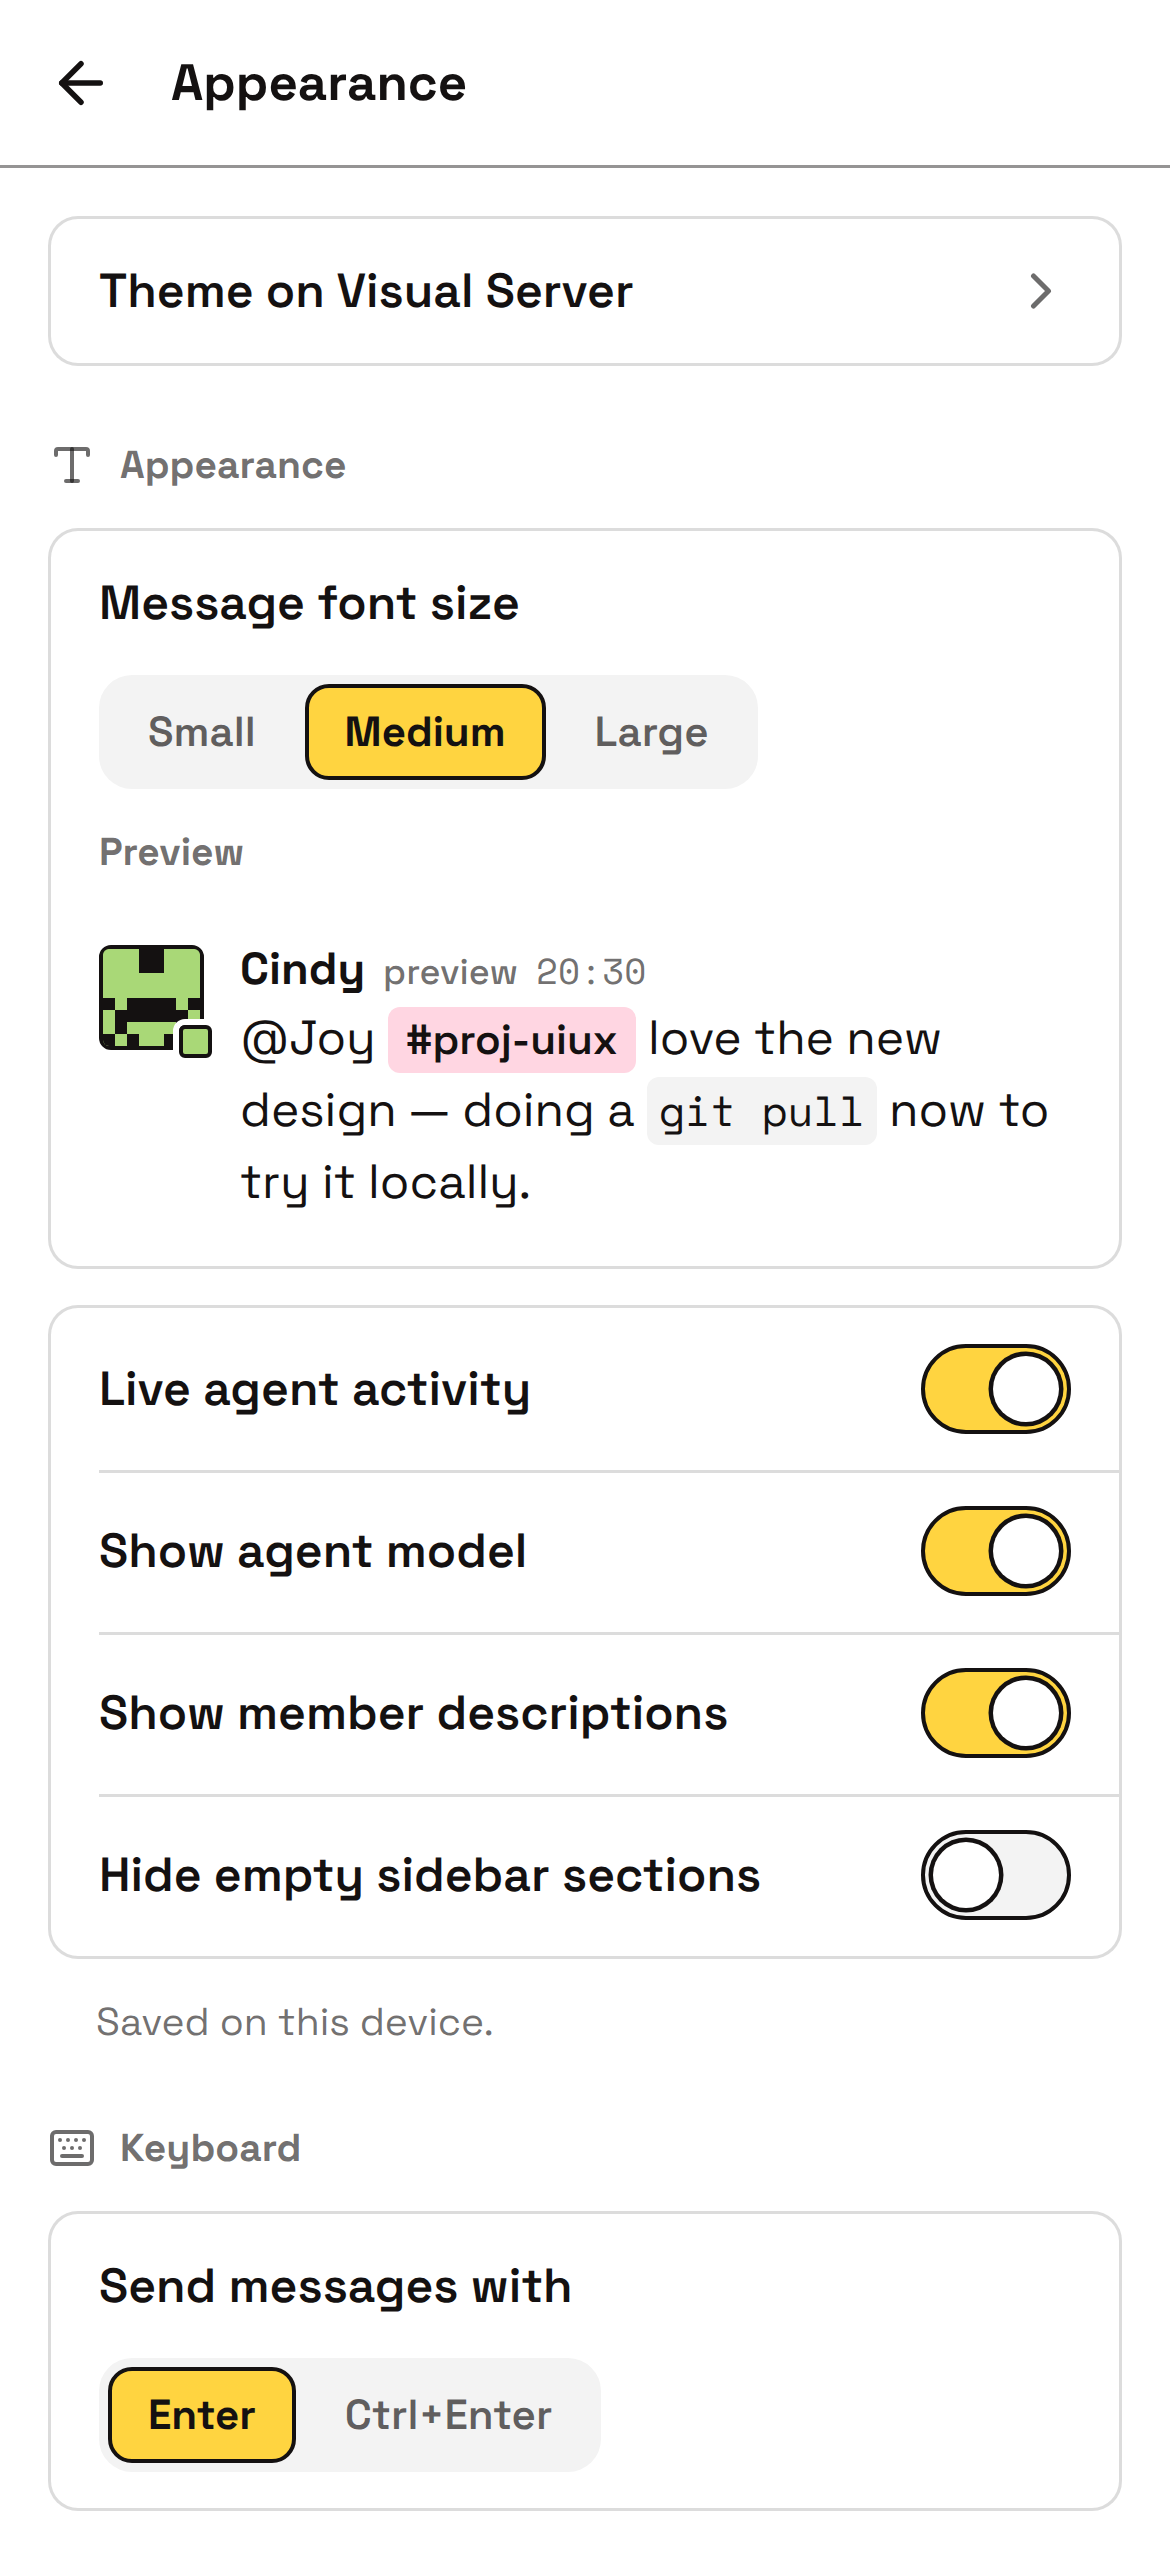 Appearance
Theme on Visual Server
Appearance
Message font size
Small Medium Large
Preview
Cindy preview 20:30
@Joy #proj-uiux love the new
design — doing a git pull now to
try it locally.
Live agent activity
Show agent model
Show member descriptions
Hide empty sidebar sections
Saved on this device.
Keyboard
Send messages with
Enter Ctrl+Enter